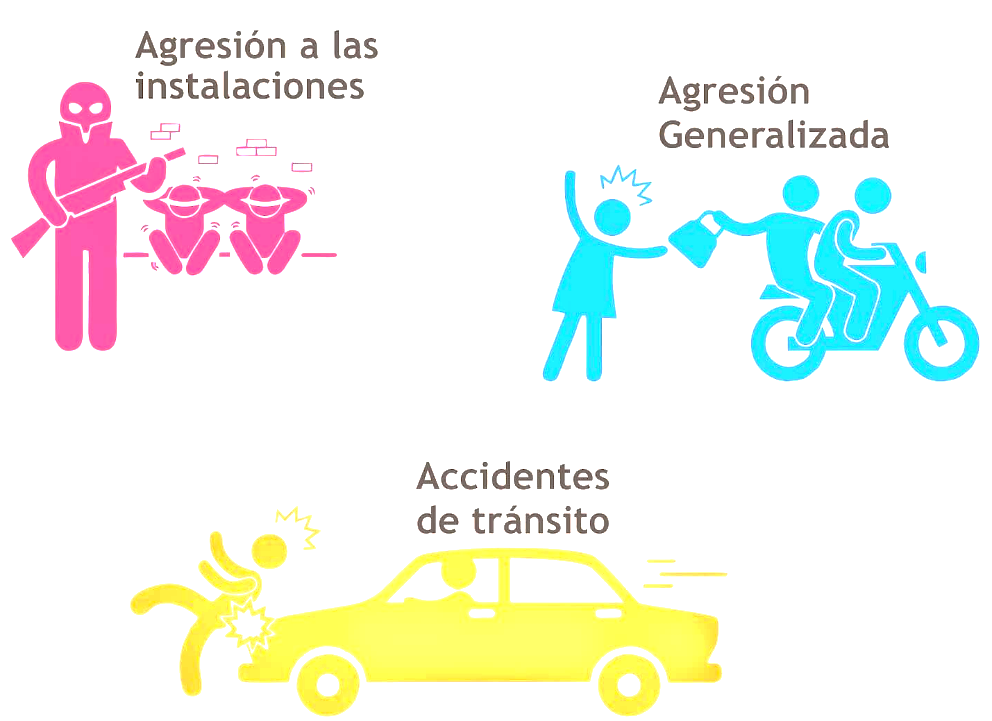 Agresión a las
instalaciones
Agresión
Generalizada
Accidentes
de tránsito